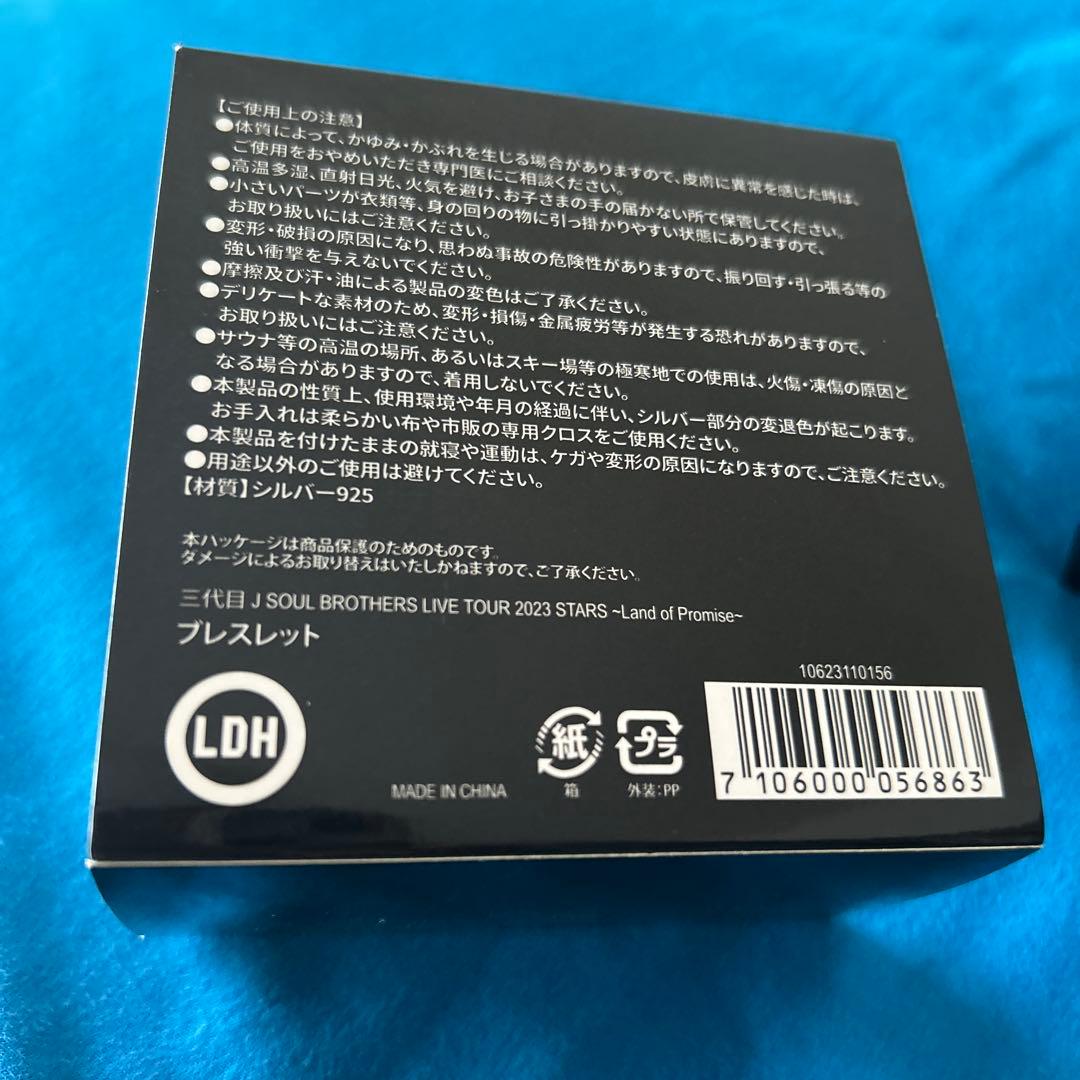 【ご使用上の注意】
●体質によって、かゆみ・かぶれを生じる場合がありますので、皮膚に異常を感じた時は、
ご使用をおやめいただき専門医にご相談ください。
●高温多湿、直射日光、火気を避け、お子さまの手の届かない所で保管してください。
●小さいパーツが衣類等、身の回りの物に引っ掛かりやすい状態にありますので、
お取り扱いにはご注意ください。
●変形・破損の原因になり、思わぬ事故の危険性がありますので、振り回す・引っ張る等の
強い衝撃を与えないでください。
●摩擦及び汗・油による製品の変色はご了承ください。
●デリケートな素材のため、変形・損傷・金属疲労等が発生する恐れがありますので、
お取り扱いにはご注意ください。
●サウナ等の高温の場所、あるいはスキー場等の極寒地での使用は、火傷・凍傷の原因と
なる場合がありますので、着用しないでください。
●本製品の性質上、使用環境や年月の経過に伴い、シルバー部分の変退色が起こります。
お手入れは柔らかい布や市販の専用クロスをご使用ください。
●本製品を付けたままの就寝や運動は、ケガや変形の原因になりますので、ご注意ください。
●用途以外のご使用は避けてください。
【材質】シルバー925
本パッケージは商品保護のためのものです。
ダメージによるお取り替えはいたしかねますので、ご了承ください。
三代目 J SOUL BROTHERS LIVE TOUR 2023 STARS ~Land of Promise~
ブレスレット
LDH
MADE IN CHINA
紙
箱
プラ
外装:PP
10623110156
7 106000 056863